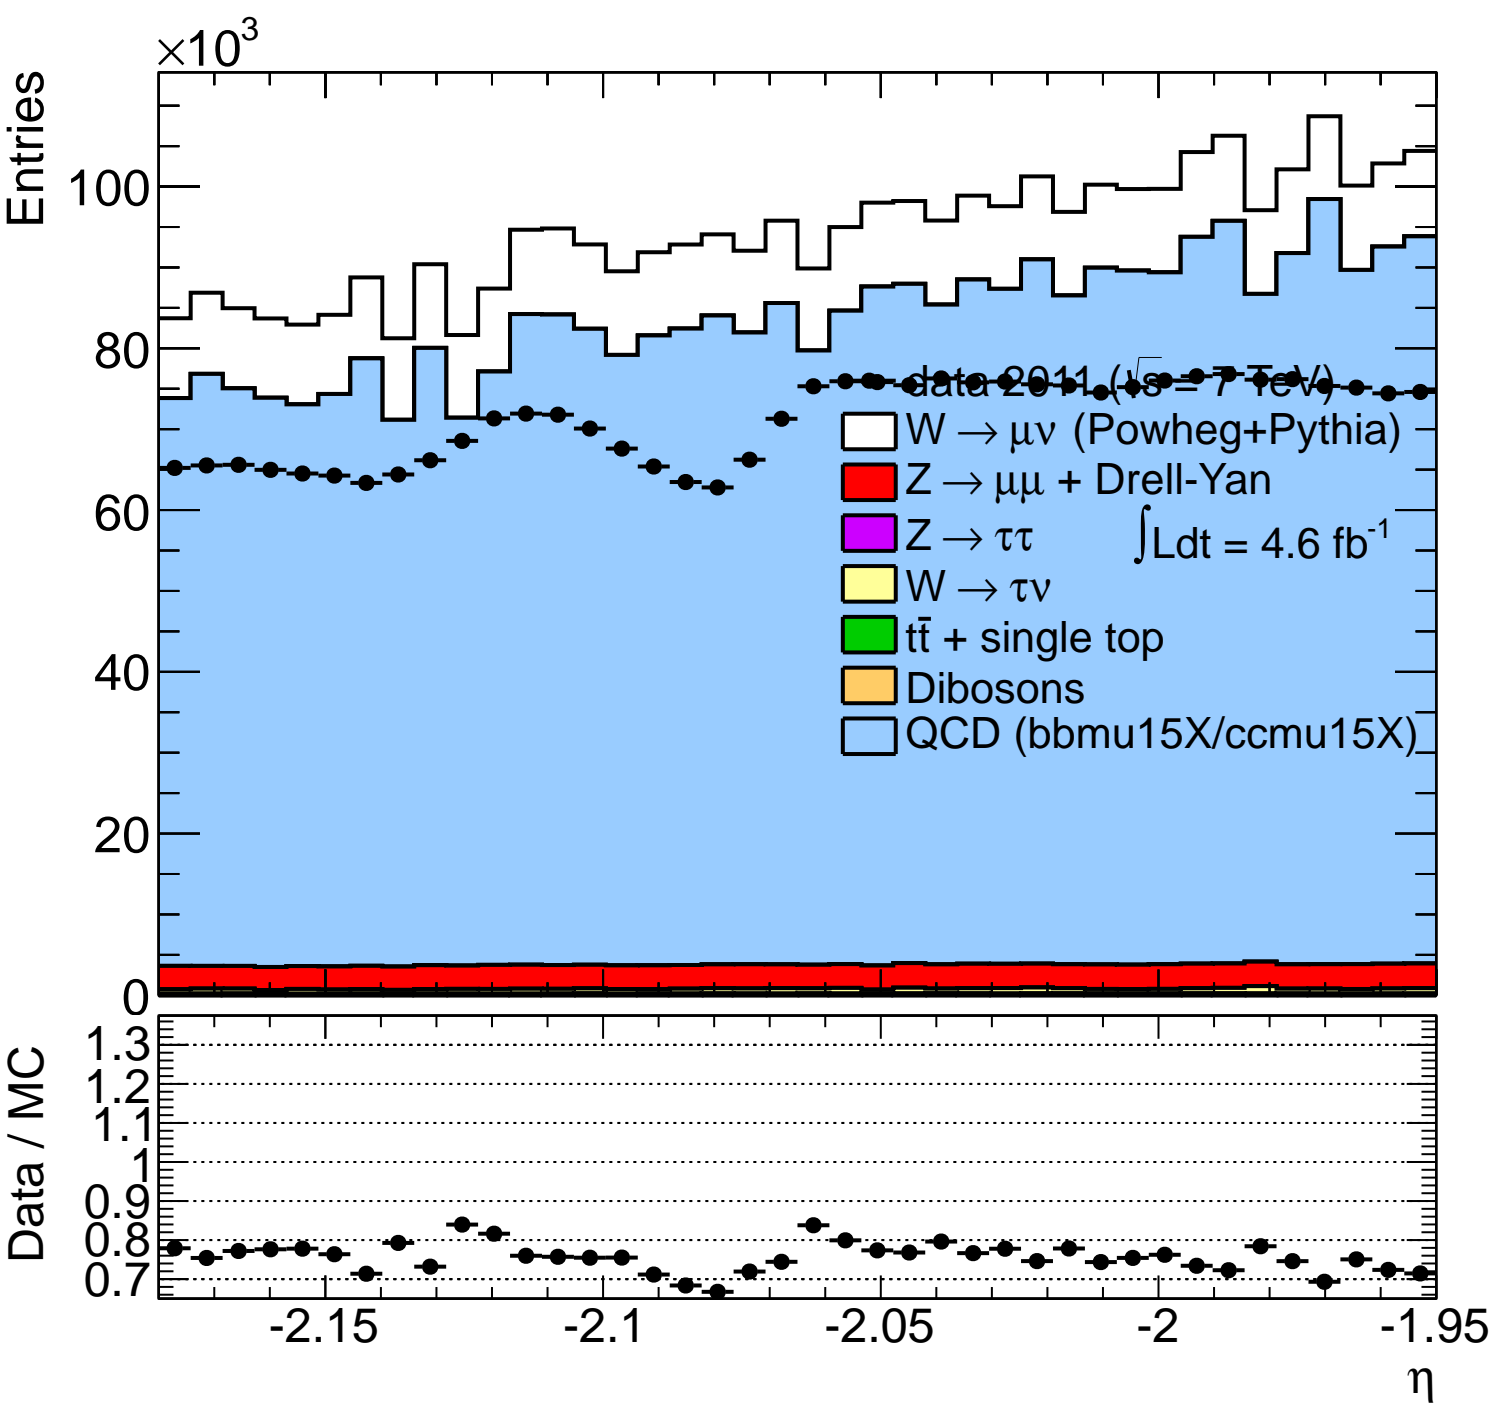 ×10³
Entries
100
80
60
40
20
0
data 2011 (√s = 7 TeV)
W → μν (Powheg+Pythia)
Z → μμ + Drell-Yan
Z → ττ
∫Ldt = 4.6 fb⁻¹
W → τν
tt̄ + single top
Dibosons
QCD (bbmu15X/ccmu15X)
Data / MC
1.3
1.2
1.1
1
0.9
0.8
0.7
-2.15 -2.1 -2.05 -2 -1.95
η